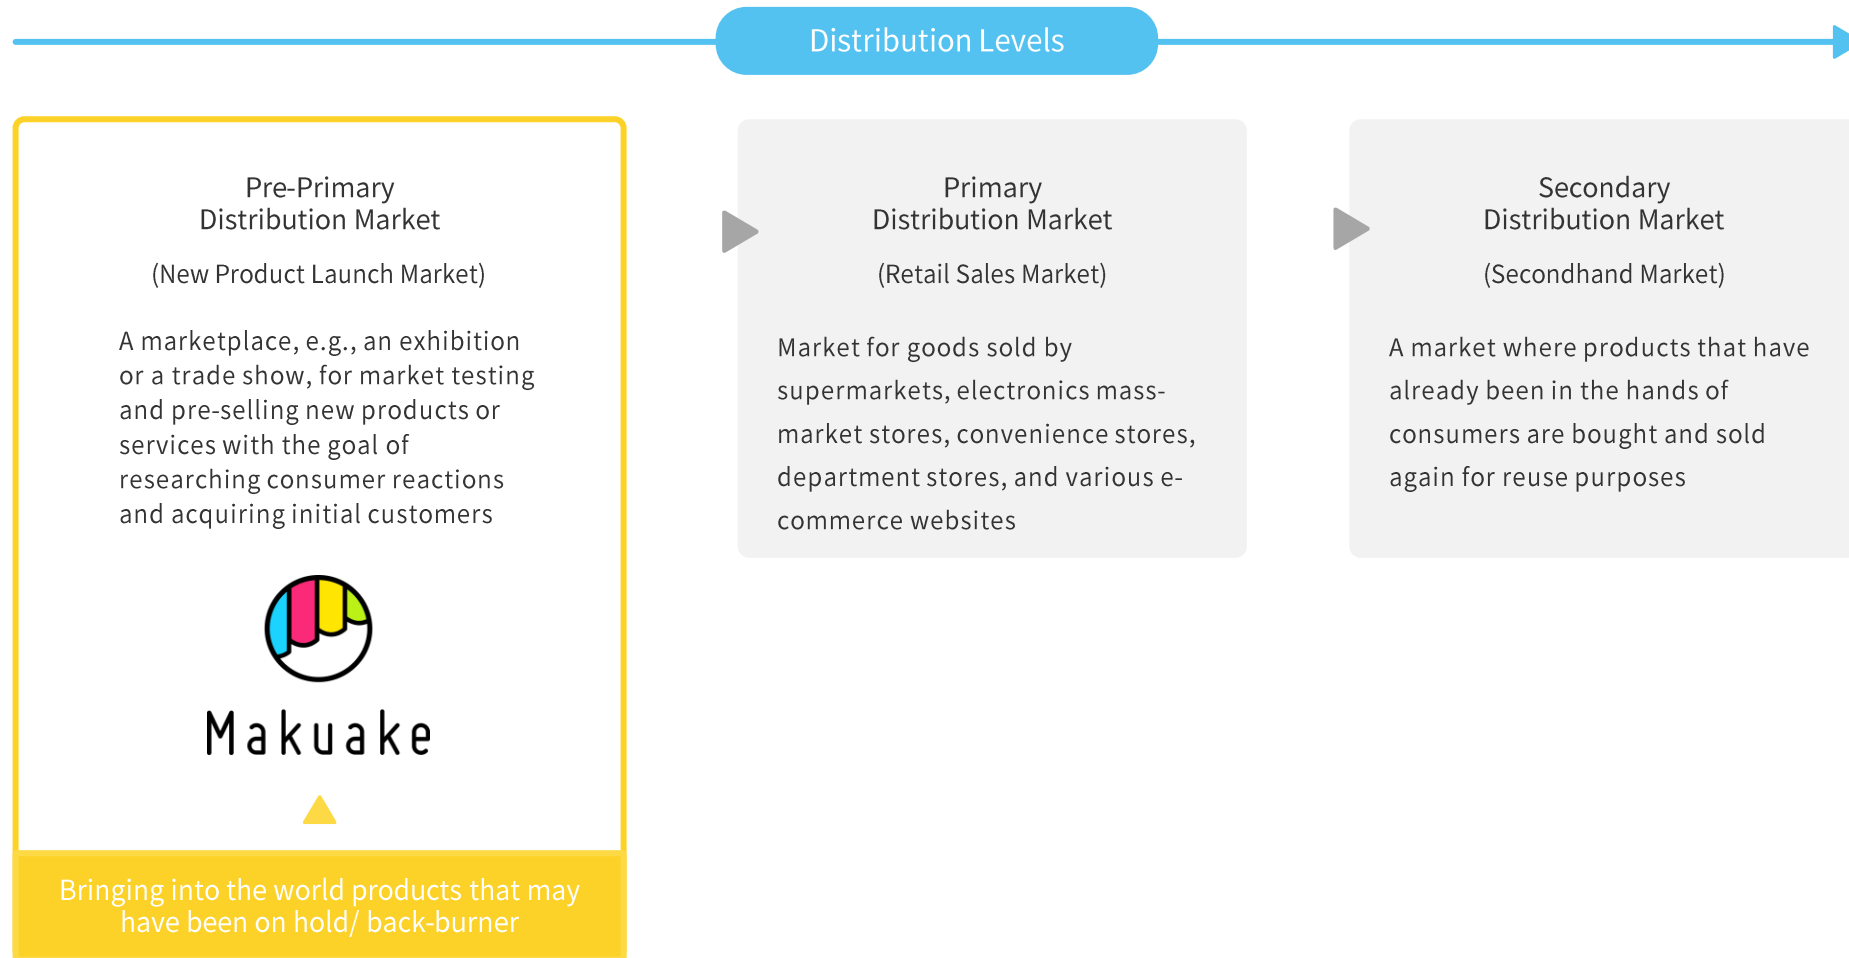 Distribution Levels
Pre-Primary
Distribution Market
(New Product Launch Market)
A marketplace, e.g., an exhibition
or a trade show, for market testing
and pre-selling new products or
services with the goal of
researching consumer reactions
and acquiring initial customers
Makuake
Bringing into the world products that may
have been on hold/ back-burner
Primary
Distribution Market
(Retail Sales Market)
Market for goods sold by
supermarkets, electronics mass-
market stores, convenience stores,
department stores, and various e-
commerce websites
Secondary
Distribution Market
(Secondhand Market)
A market where products that have
already been in the hands of
consumers are bought and sold
again for reuse purposes